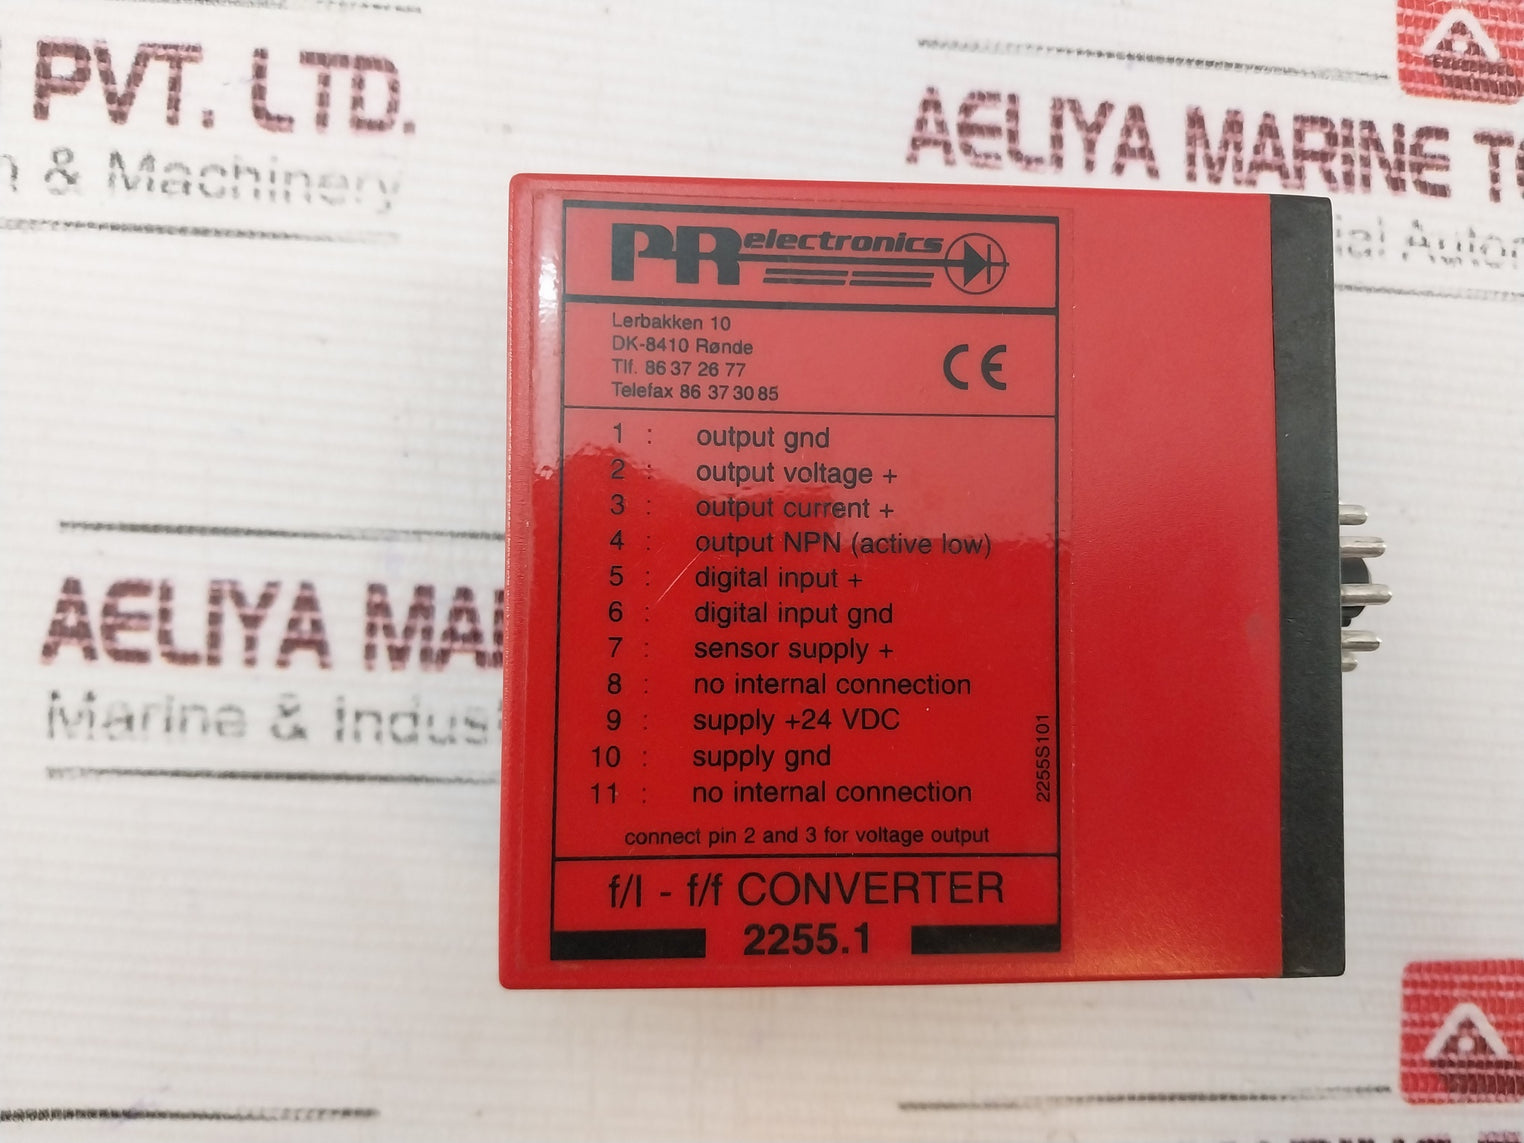 PVT. LTD.
& Machinery
AELIYA MARINE
AELIYA
Marine &
PR electronics
Lerbakken 10
DK-8410 Rønde
Tlf. 86 37 26 77
Telefax 86 37 30 85
CE
1 : output gnd
2 : output voltage +
3 : output current +
4 : output NPN (active low)
5 : digital input +
6 : digital input gnd
7 : sensor supply +
8 : no internal connection
9 : supply +24 VDC
10 : supply gnd
11 : no internal connection
2255S101
connect pin 2 and 3 for voltage output
f/I - f/f CONVERTER
2255.1